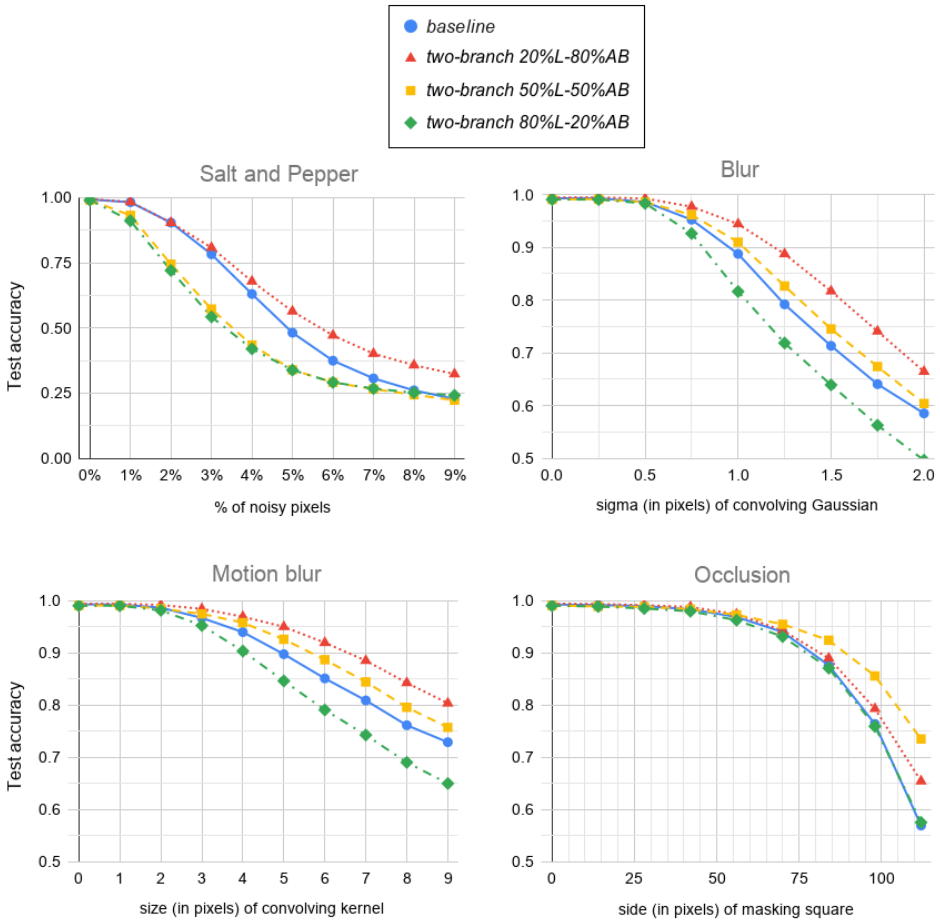 baseline
two-branch 20%L-80%AB
two-branch 50%L-50%AB
two-branch 80%L-20%AB
Salt and Pepper
Test accuracy
1.00
0.75
0.50
0.25
0.00
0% 1% 2% 3% 4% 5% 6% 7% 8% 9%
% of noisy pixels
Blur
1.0
0.9
0.8
0.7
0.6
0.5
0.0 0.5 1.0 1.5 2.0
sigma (in pixels) of convolving Gaussian
Motion blur
Test accuracy
1.0
0.9
0.8
0.7
0.6
0.5
0 1 2 3 4 5 6 7 8 9
size (in pixels) of convolving kernel
Occlusion
1.0
0.9
0.8
0.7
0.6
0.5
0 25 50 75 100
side (in pixels) of masking square